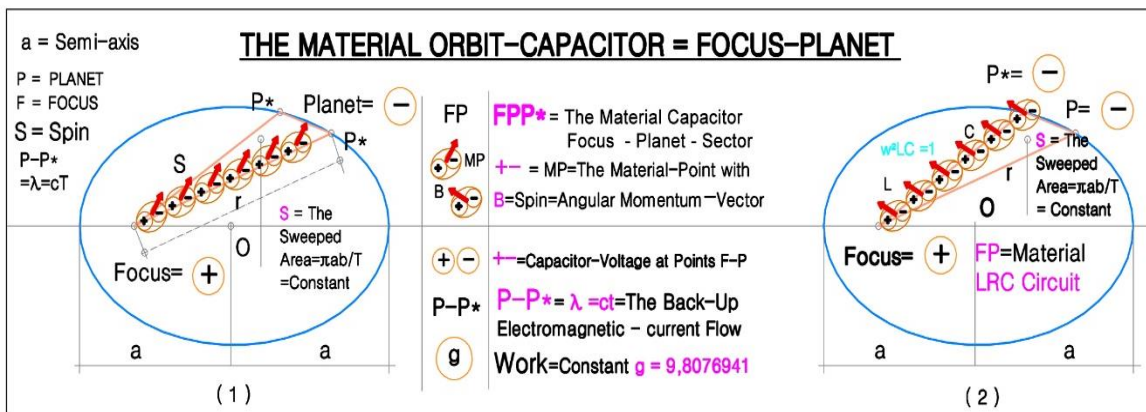 THE MATERIAL ORBIT-CAPACITOR = FOCUS-PLANET
a = Semi-axis
P = PLANET
F = FOCUS
S = Spin
P-P*
=λ=cT
P*
Planet= -
P*
S
r
S = The
Sweeped
Area=πab/T
=Constant
O
Focus= +
a
a
( 1 )
FP
FPP* = The Material Capacitor
Focus - Planet - Sector
MP
+- = MP=The Material-Point with
B
B=Spin=Angular Momentum-Vector
+ -
+-=Capacitor-Voltage at Points F-P
P-P*
P-P*= λ =ct=The Back-Up
Electromagnetic - current Flow
g
Work=Constant g = 9,8076941
P*= -
P= -
C
w²LC =1
L
r
S = The
Sweeped
Area=πab/T
= Constant
O
Focus= +
FP=Material
LRC Circuit
a
a
( 2 )